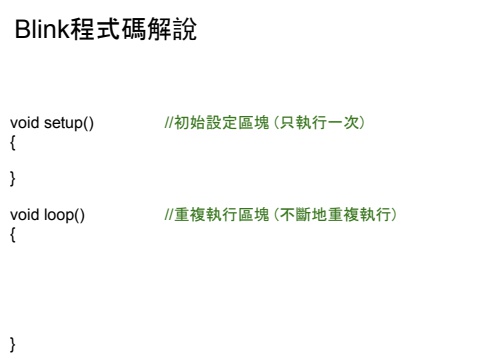 Blink程式碼解說
void setup() //初始設定區塊 (只執行一次)
{
}
void loop() //重複執行區塊 (不斷地重複執行)
{
}